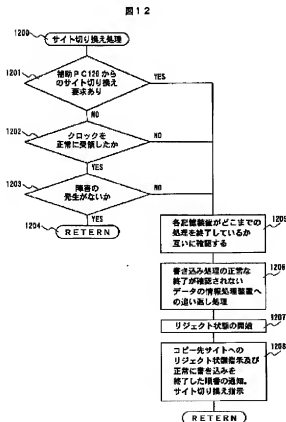 図12
1200
サイト切り換え処理
1201
補助PC120から
のサイト切り換え
要求あり
YES
NO
1202
クロックを
正常に受領したか
NO
YES
1203
障害の
発生がないか
NO
YES
1204
RETERN
1205
各記憶装置がどこまでの
処理を終了しているか
互いに確認する
1206
書き込み処理の正常な
終了が確認されない
データの情報処理装置へ
の追い返し処理
1207
リジェクト状態の開始
1208
コピー先サイトへの
リジェクト状態指示及び
正常に書き込みを
終了した順番の通知。
サイト切り換え指示
RETERN